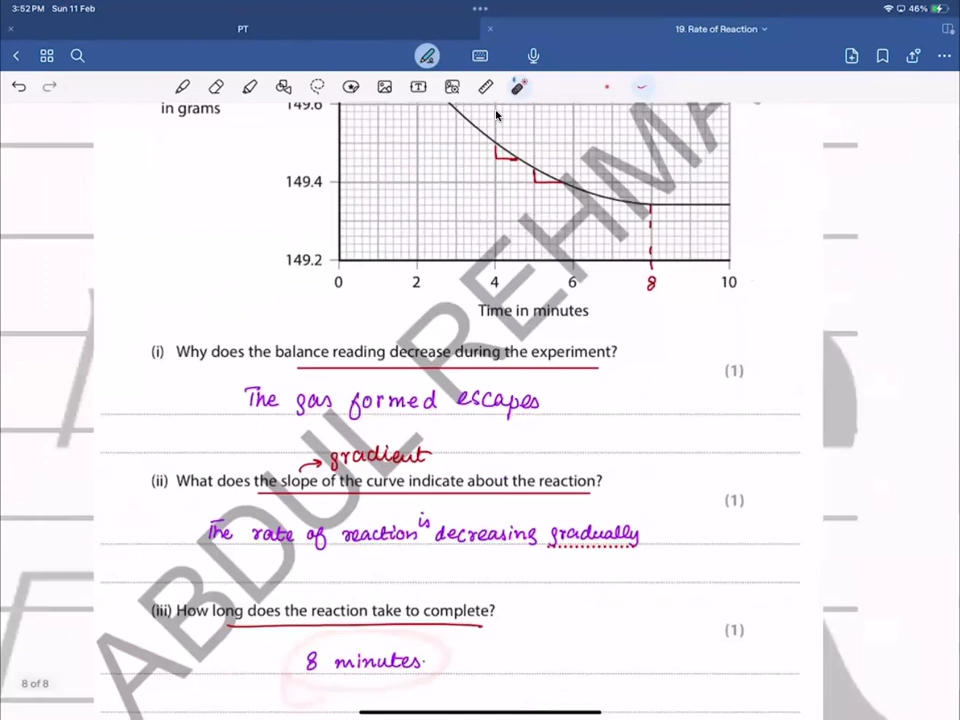 3:52 PM Sun 11 Feb
46%
PT
19. Rate of Reaction
in grams
149.6
149.4
149.2
0 2 4 6 8 10
Time in minutes
(i) Why does the balance reading decrease during the experiment?
(1)
The gas formed escapes
gradient
(ii) What does the slope of the curve indicate about the reaction?
(1)
The rate of reaction is decreasing gradually
(iii) How long does the reaction take to complete?
(1)
8 minutes.
8 of 8
ABDUL REHMA